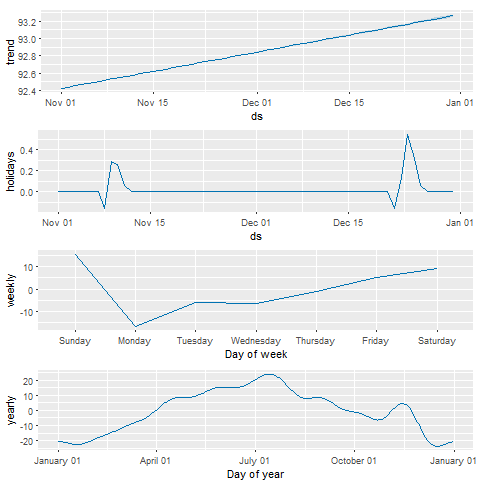 93.2
93.0
92.8
92.6
92.4
trend
Nov 01 Nov 15 Dec 01 Dec 15 Jan 01
ds
0.4
0.2
0.0
holidays
Nov 01 Nov 15 Dec 01 Dec 15 Jan 01
ds
10
0
-10
weekly
Sunday Monday Tuesday Wednesday Thursday Friday Saturday
Day of week
20
10
0
-10
-20
yearly
January 01 April 01 July 01 October 01 January 01
Day of year